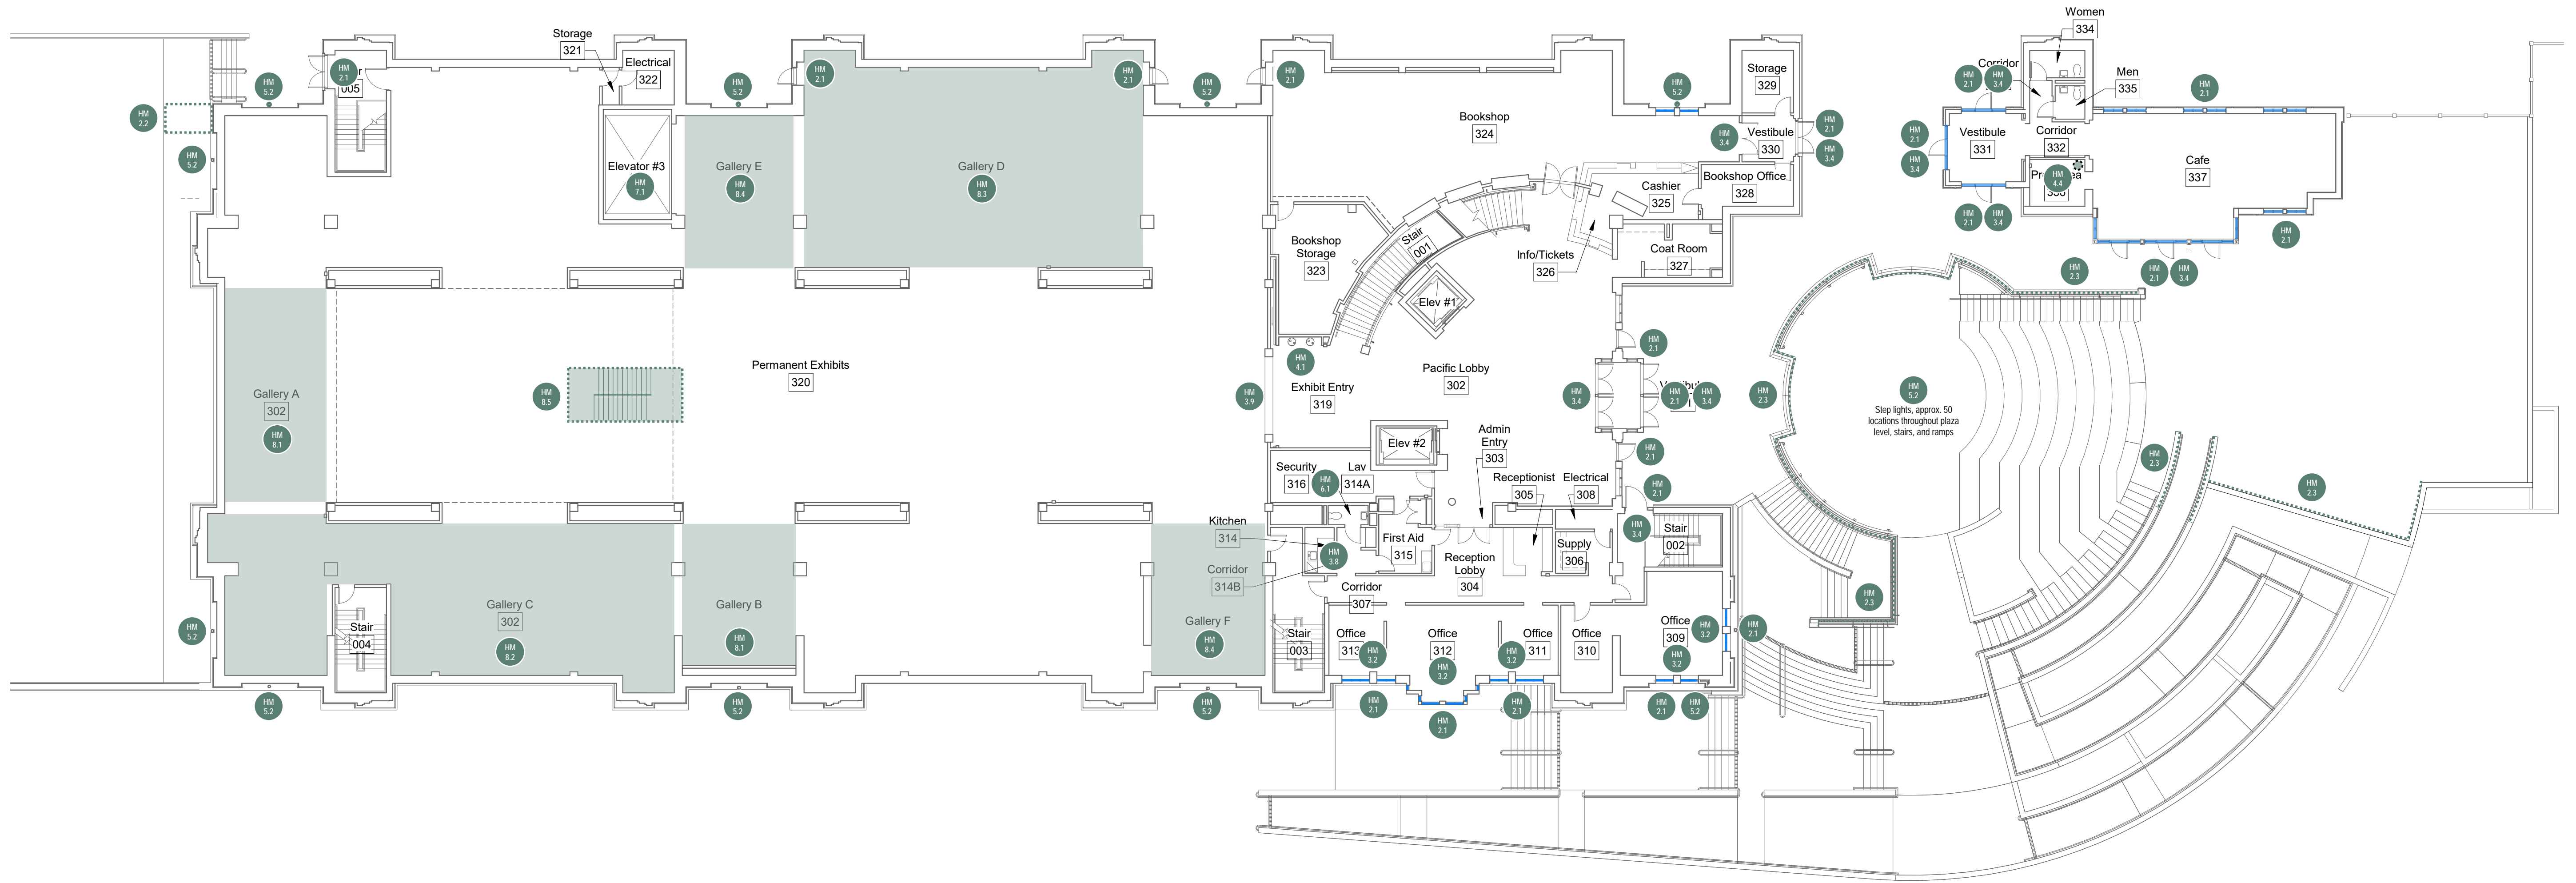 Women
334
Storage
321
Electrical
322
HM
2.1
005
HM
5.2
HM
5.2
HM
2.1
HM
2.1
HM
5.2
HM
2.1
HM
5.2
Storage
329
Corridor
HM
2.1
HM
3.4
Men
335
HM
2.1
HM
2.2
HM
5.2
Elevator #3
HM
7.1
Gallery E
HM
8.4
Gallery D
HM
8.3
Bookshop
324
HM
3.4
Vestibule
330
HM
2.1
HM
3.4
HM
2.1
HM
3.4
Vestibule
331
Corridor
332
HM
4.4
Cafe
337
HM
2.1
HM
3.4
HM
2.1
Bookshop Office
328
Cashier
325
Bookshop
Storage
323
Stair
001
Info/Tickets
326
Coat Room
327
HM
2.3
HM
2.1
HM
3.4
Elev #1
HM
2.1
HM
4.1
Permanent Exhibits
320
Pacific Lobby
302
Exhibit Entry
319
HM
3.9
HM
8.5
Gallery A
302
HM
8.1
HM
3.4
HM
2.1
HM
3.4
HM
2.3
HM
5.2
Step lights, approx. 50
locations throughout plaza
level, stairs, and ramps
Elev #2
Admin
Entry
303
HM
2.1
HM
2.3
Security
316
Lav
314A
HM
6.1
Receptionist
305
Electrical
308
HM
2.1
HM
2.3
Kitchen
314
HM
3.8
Corridor
314B
First Aid
315
Reception
Lobby
304
Supply
306
HM
3.4
Stair
002
Corridor
307
HM
2.3
Gallery C
302
HM
8.2
Gallery B
HM
8.1
Gallery F
HM
8.4
HM
5.2
Stair
004
Stair
003
Office
313
HM
3.2
Office
312
HM
3.2
HM
3.2
Office
311
Office
310
Office
309
HM
3.2
HM
3.2
HM
2.1
HM
5.2
HM
5.2
HM
5.2
HM
2.1
HM
2.1
HM
2.1
HM
2.1
HM
5.2